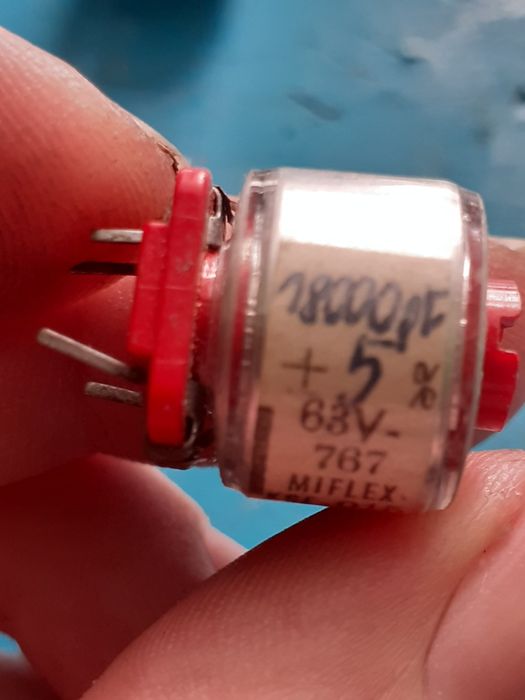 18000pF
+ 5 %
63V-
767
MIFLEX